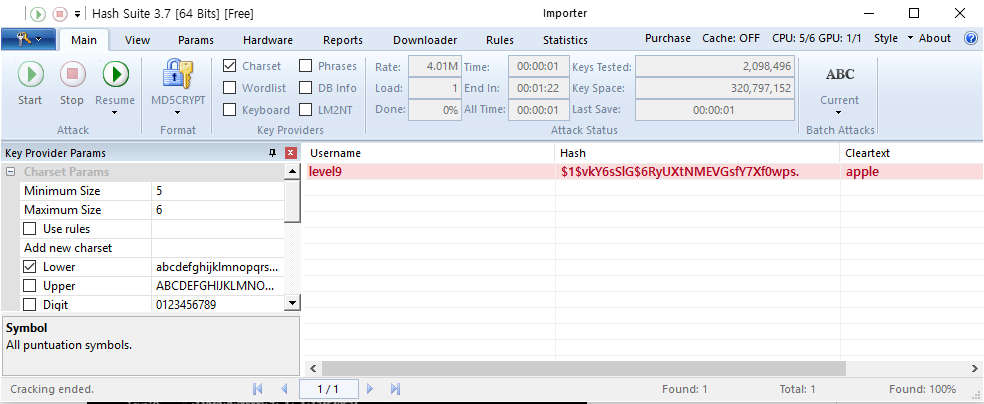 Hash Suite 3.7 [64 Bits] [Free] Importer
Main View Params Hardware Reports Downloader Rules Statistics Purchase Cache: OFF CPU: 5/6 GPU: 1/1 Style About
Start Stop Resume
Attack
MD5CRYPT
Format
Charset Phrases
Wordlist DB Info
Keyboard LM2NT
Key Providers
Rate: 4.01M Time: 00:00:01 Keys Tested: 2,098,496
Load: 1 End In: 00:01:22 Key Space: 320,797,152
Done: 0% All Time: 00:00:01 Last Save: 00:00:01
Attack Status
ABC
Current
Batch Attacks
Key Provider Params
Charset Params
Minimum Size 5
Maximum Size 6
Use rules
Add new charset
Lower abcdefghijklmnopqrs...
Upper ABCDEFGHIJKLMNO...
Digit 0123456789
Symbol
All puntuation symbols.
Username Hash Cleartext
level9 $1$vkY6sSlG$6RyUXtNMEVGsfY7Xf0wps. apple
Cracking ended. 1 / 1 Found: 1 Total: 1 Found: 100%